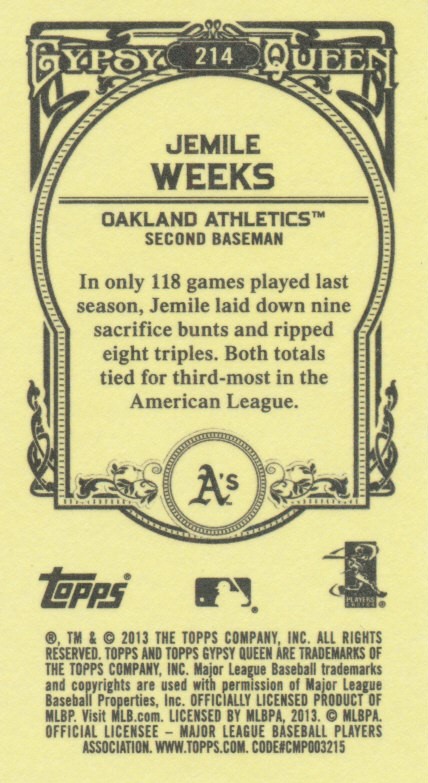 GYPSY 214 QUEEN
JEMILE
WEEKS
OAKLAND ATHLETICS™
SECOND BASEMAN
In only 118 games played last
season, Jemile laid down nine
sacrifice bunts and ripped
eight triples. Both totals
tied for third-most in the
American League.
A's
topps®
PLAYERS
®, TM & © 2013 THE TOPPS COMPANY, INC. ALL RIGHTS
RESERVED. TOPPS AND TOPPS GYPSY QUEEN ARE TRADEMARKS OF
THE TOPPS COMPANY, INC. Major League Baseball trademarks
and copyrights are used with permission of Major League
Baseball Properties, Inc. OFFICIALLY LICENSED PRODUCT OF
MLBP. Visit MLB.com. LICENSED BY MLBPA, 2013. © MLBPA.
OFFICIAL LICENSEE – MAJOR LEAGUE BASEBALL PLAYERS
ASSOCIATION. WWW.TOPPS.COM. CODE#CMP003215